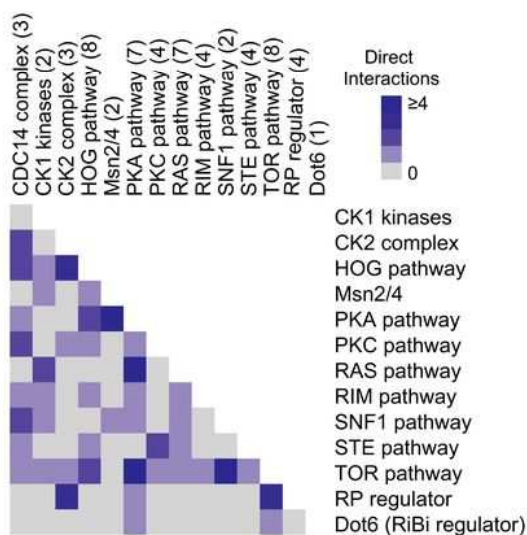 CDC14 complex (3)
CK1 kinases (2)
CK2 complex (3)
HOG pathway (8)
Msn2/4 (2)
PKA pathway (7)
PKC pathway (4)
RAS pathway (7)
RIM pathway (4)
SNF1 pathway (2)
STE pathway (4)
TOR pathway (8)
RP regulator (4)
Dot6 (1)
Direct
Interactions
≥4
0
CK1 kinases
CK2 complex
HOG pathway
Msn2/4
PKA pathway
PKC pathway
RAS pathway
RIM pathway
SNF1 pathway
STE pathway
TOR pathway
RP regulator
Dot6 (RiBi regulator)